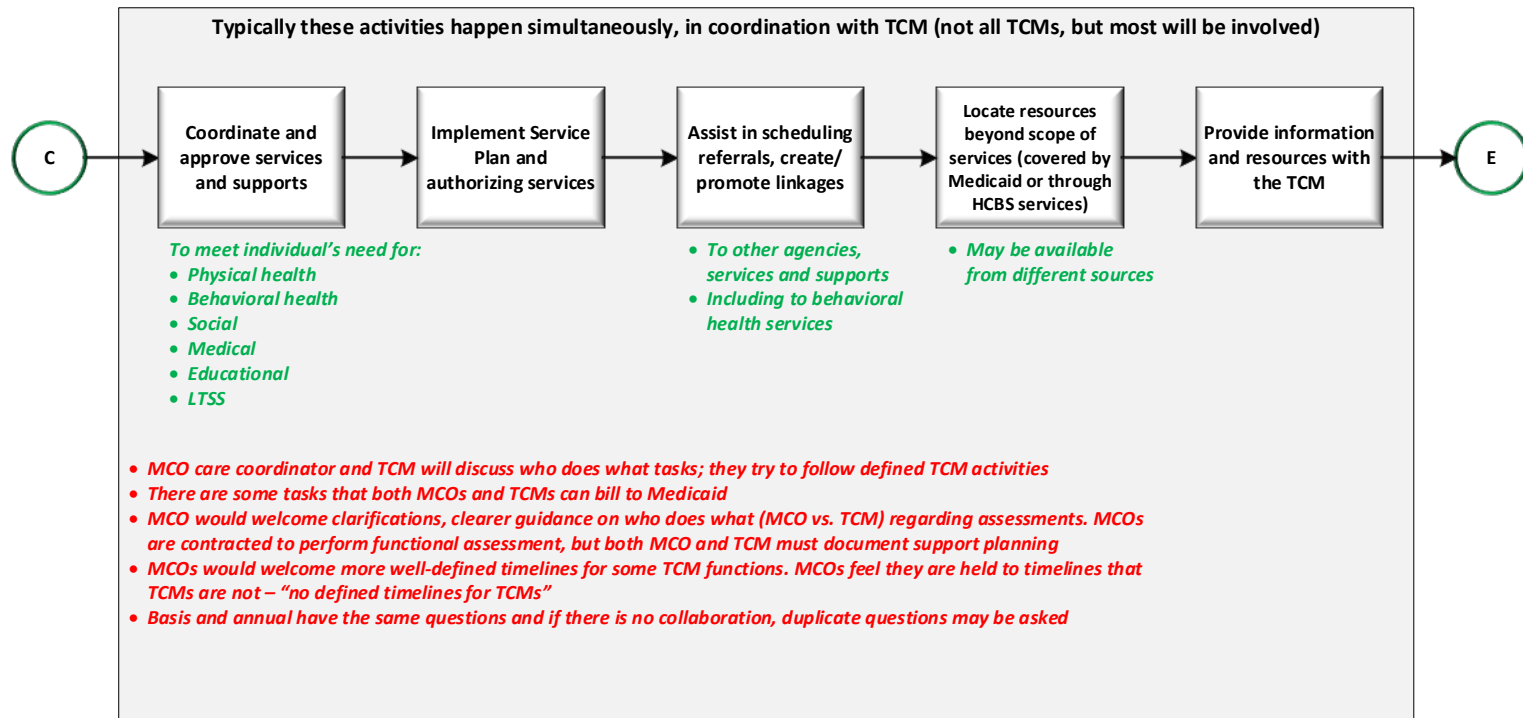 Typically these activities happen simultaneously, in coordination with TCM (not all TCMs, but most will be involved)
C
Coordinate and
approve services
and supports
Implement Service
Plan and
authorizing services
Assist in scheduling
referrals, create/
promote linkages
Locate resources
beyond scope of
services (covered by
Medicaid or through
HCBS services)
Provide information
and resources with
the TCM
E
To meet individual's need for:
• Physical health
• Behavioral health
• Social
• Medical
• Educational
• LTSS
• To other agencies,
services and supports
• Including to behavioral
health services
• May be available
from different sources
• MCO care coordinator and TCM will discuss who does what tasks; they try to follow defined TCM activities
• There are some tasks that both MCOs and TCMs can bill to Medicaid
• MCO would welcome clarifications, clearer guidance on who does what (MCO vs. TCM) regarding assessments. MCOs
are contracted to perform functional assessment, but both MCO and TCM must document support planning
• MCOs would welcome more well-defined timelines for some TCM functions. MCOs feel they are held to timelines that
TCMs are not – “no defined timelines for TCMs”
• Basis and annual have the same questions and if there is no collaboration, duplicate questions may be asked